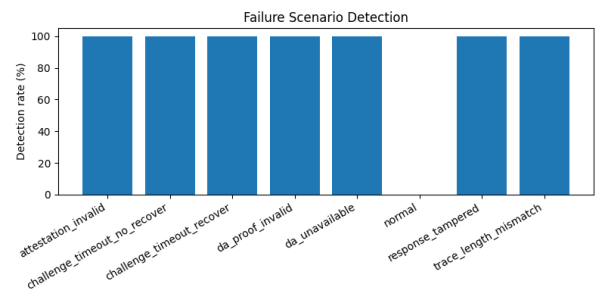 Failure Scenario Detection
Detection rate (%)
100
80
60
40
20
0
attestation_invalid
challenge_timeout_no_recover
challenge_timeout_recover
da_proof_invalid
da_unavailable
normal
response_tampered
trace_length_mismatch